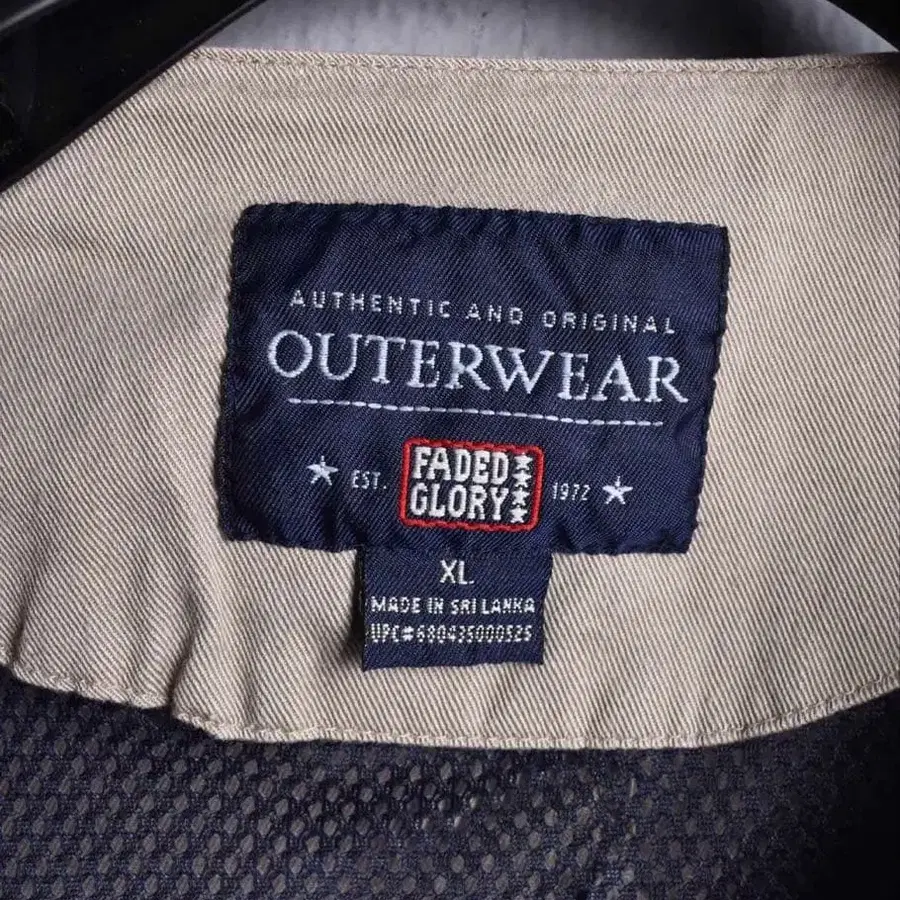 AUTHENTIC AND ORIGINAL
OUTERWEAR
EST. FADED GLORY 1972
XL
MADE IN SRI LANKA
UPC#680435000525